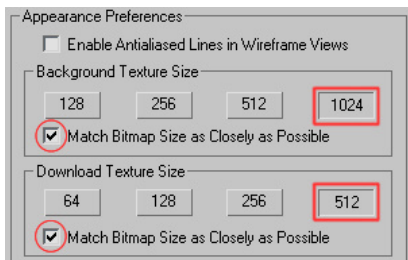 Appearance Preferences
Enable Antialiased Lines in Wireframe Views
Background Texture Size
128 256 512 1024
Match Bitmap Size as Closely as Possible
Download Texture Size
64 128 256 512
Match Bitmap Size as Closely as Possible